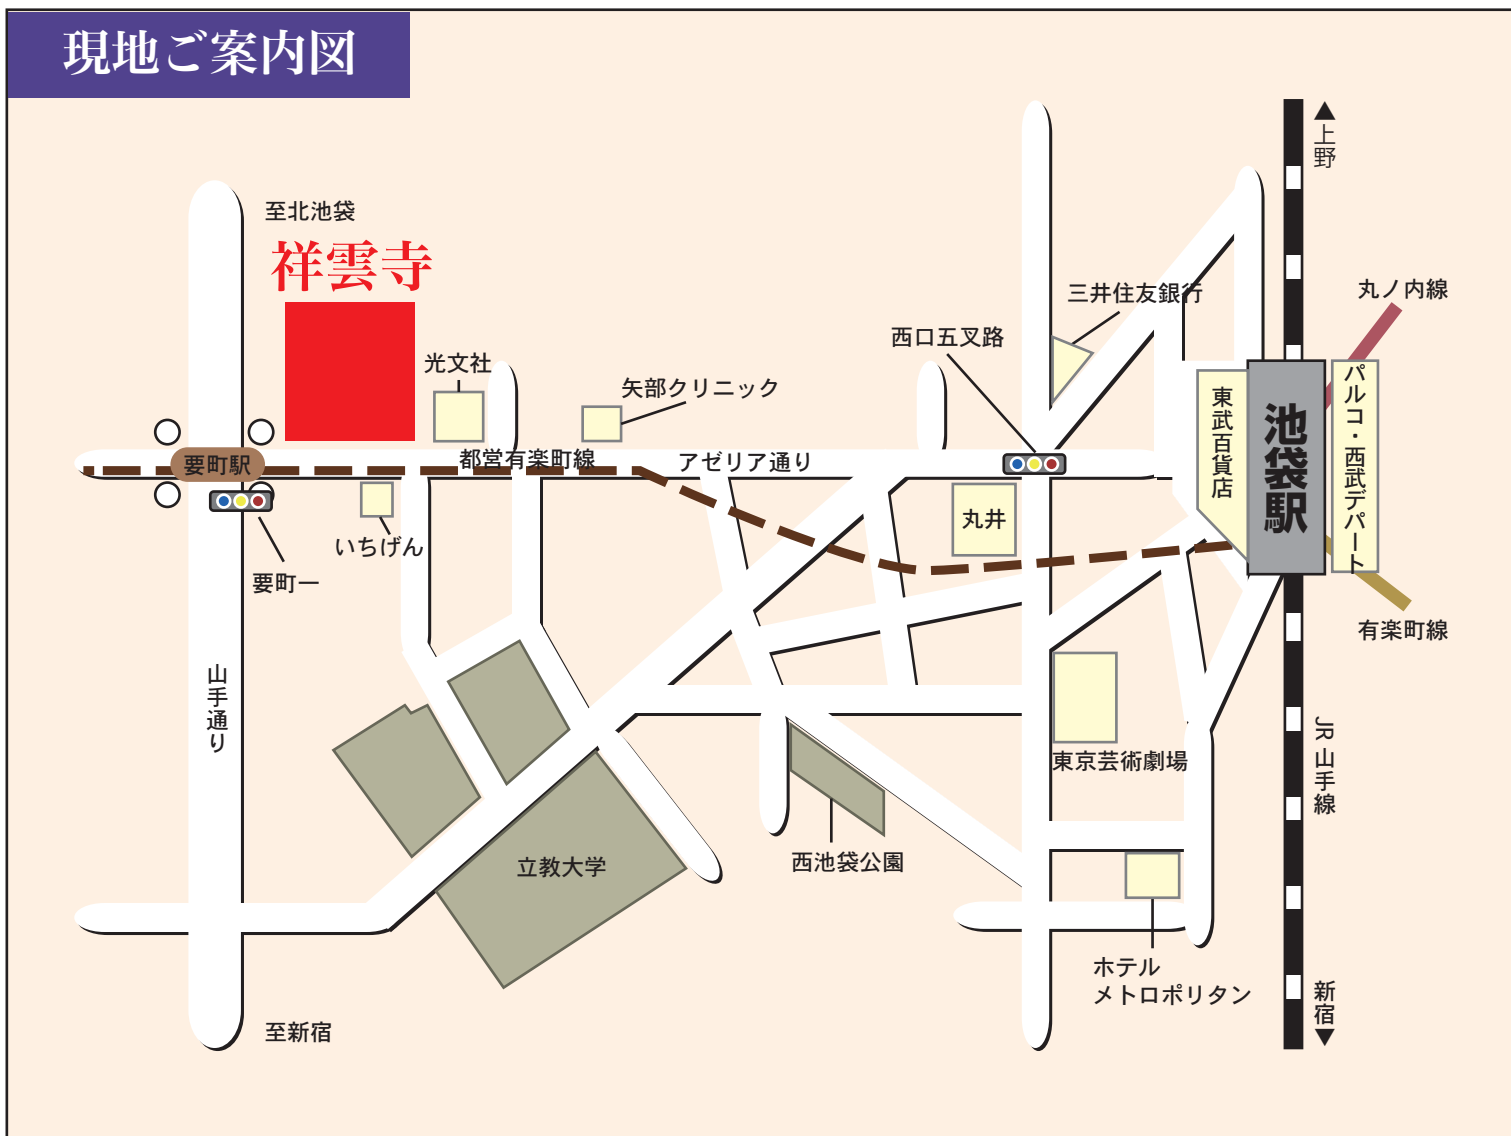 現地ご案内図
▲上野
至北池袋
祥雲寺
丸ノ内線
三井住友銀行
西口五叉路
光文社
矢部クリニック
パルコ・西武デパート
東武百貨店
池袋駅
要町駅
都営有楽町線
アゼリア通り
丸井
いちげん
要町一
有楽町線
山手通り
JR山手線
東京芸術劇場
立教大学
西池袋公園
ホテル
メトロポリタン
至新宿
新宿▼